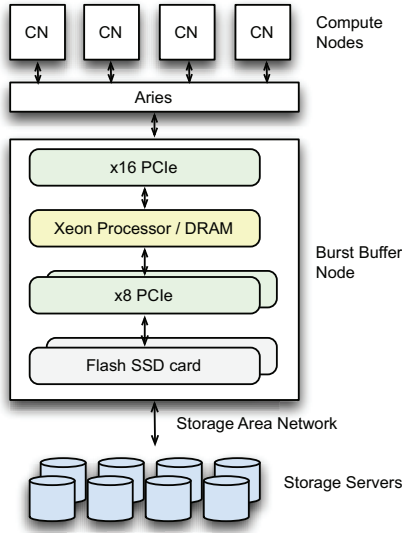 CN CN CN CN
Compute
Nodes
Aries
x16 PCIe
Xeon Processor / DRAM
Burst Buffer
Node
x8 PCIe
Flash SSD card
Storage Area Network
Storage Servers